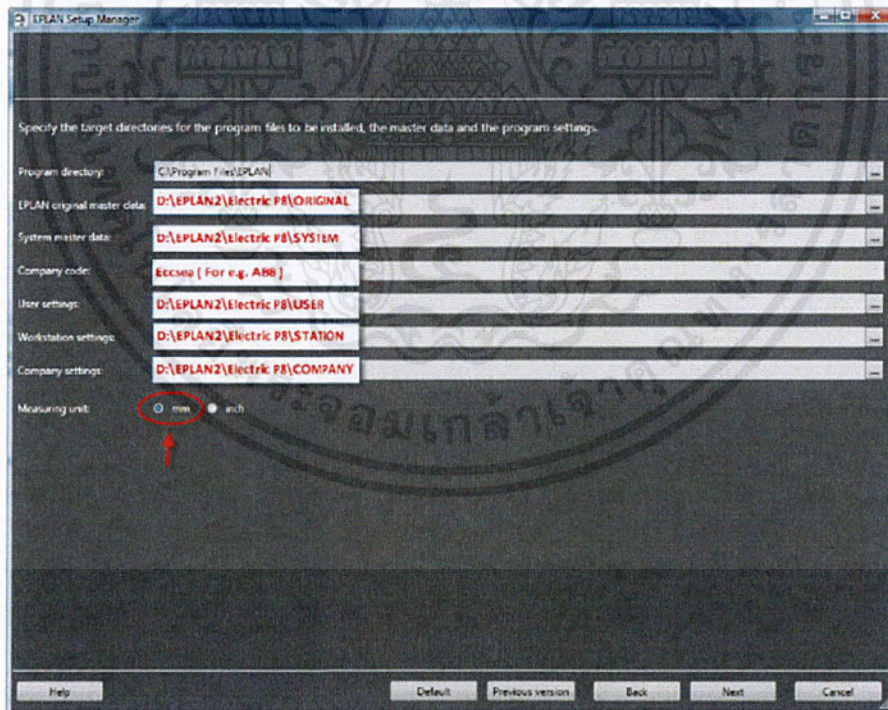 EPLAN Setup Manager
Specify the target directories for the program files to be installed, the master data and the program settings.
Program directory: C:\Program Files\EPLAN
EPLAN original master data: D:\EPLAN2\Electric P8\ORIGINAL
System master data: D:\EPLAN2\Electric P8\SYSTEM
Company code: Eccsea ( For e.g. ABB )
User settings: D:\EPLAN2\Electric P8\USER
Workstation settings: D:\EPLAN2\Electric P8\STATION
Company settings: D:\EPLAN2\Electric P8\COMPANY
Measuring unit: mm inch
Help Default Previous version Back Next Cancel